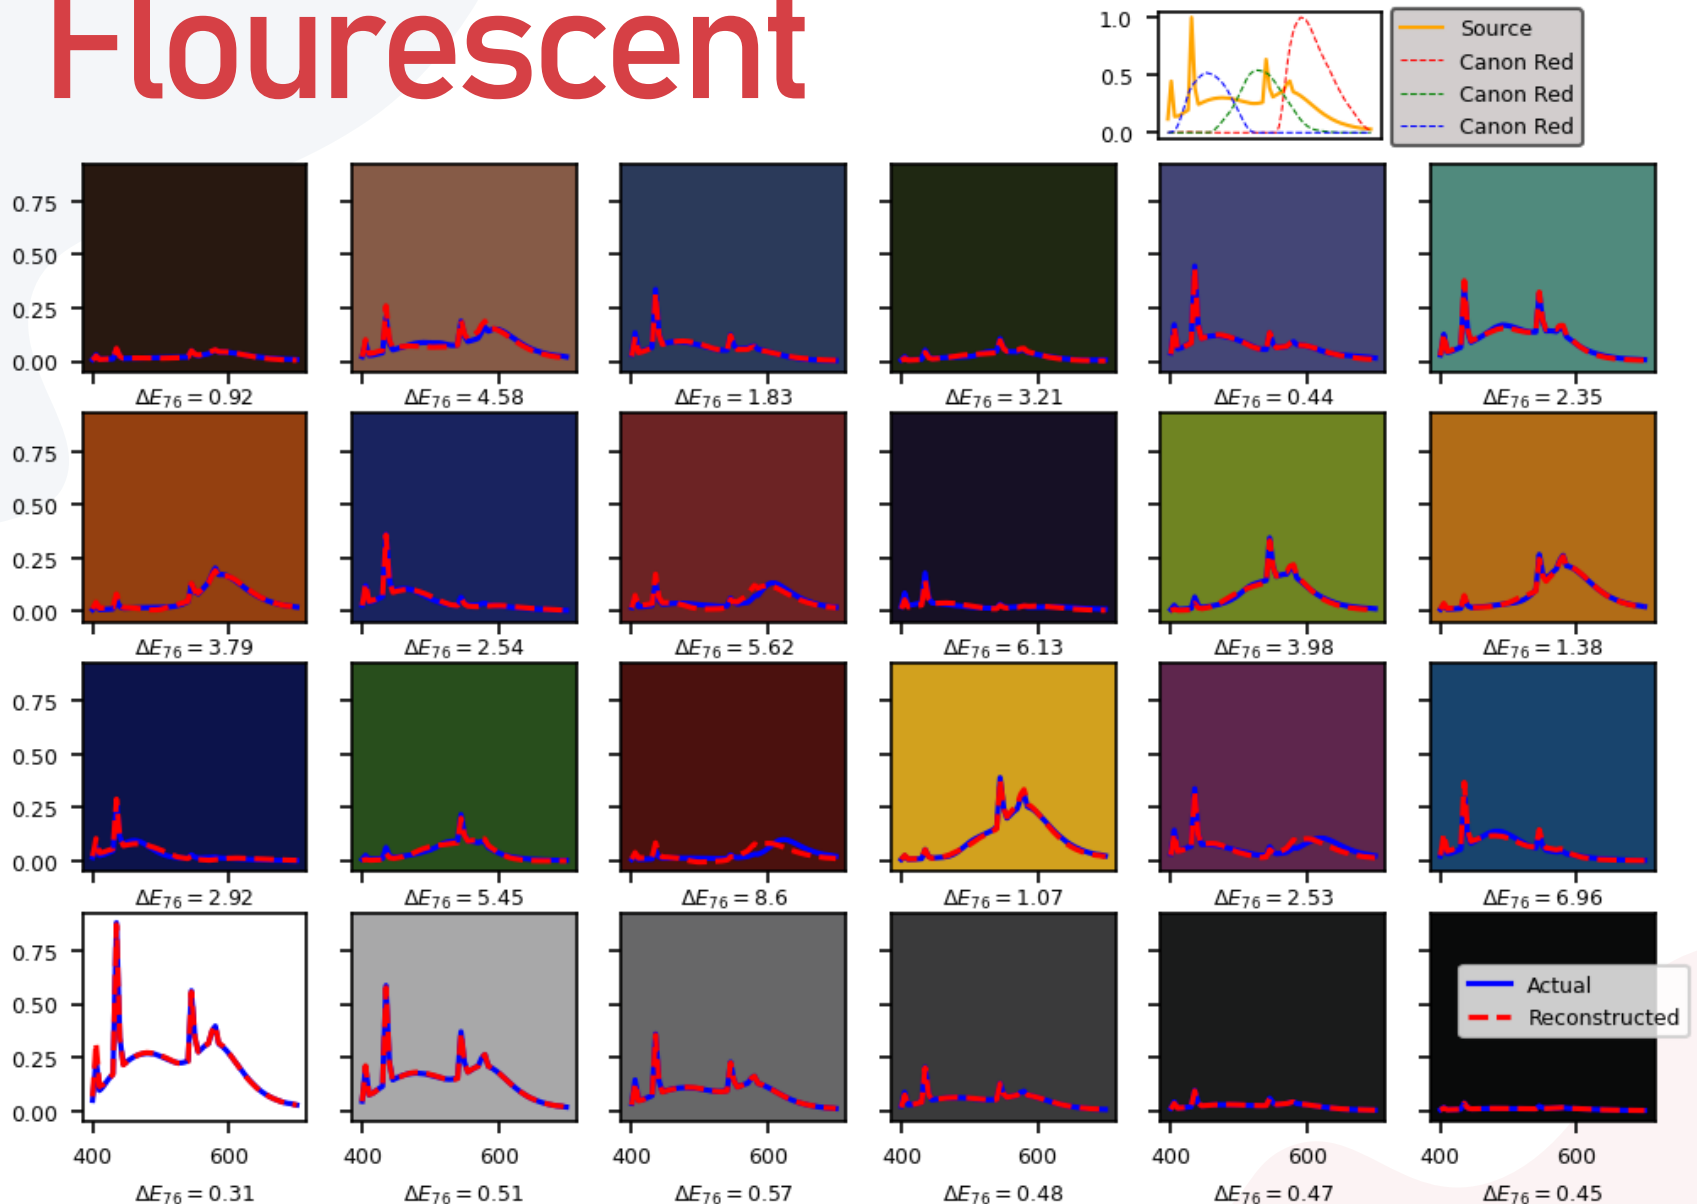 Flourescent
1.0
0.5
0.0
Source
Canon Red
Canon Red
Canon Red
0.75
0.50
0.25
0.00
ΔE76 = 0.92
ΔE76 = 4.58
ΔE76 = 1.83
ΔE76 = 3.21
ΔE76 = 0.44
ΔE76 = 2.35
0.75
0.50
0.25
0.00
ΔE76 = 3.79
ΔE76 = 2.54
ΔE76 = 5.62
ΔE76 = 6.13
ΔE76 = 3.98
ΔE76 = 1.38
0.75
0.50
0.25
0.00
ΔE76 = 2.92
ΔE76 = 5.45
ΔE76 = 8.6
ΔE76 = 1.07
ΔE76 = 2.53
ΔE76 = 6.96
0.75
0.50
0.25
0.00
Actual
Reconstructed
400 600
400 600
400 600
400 600
400 600
400 600
ΔE76 = 0.31
ΔE76 = 0.51
ΔE76 = 0.57
ΔE76 = 0.48
ΔE76 = 0.47
ΔE76 = 0.45